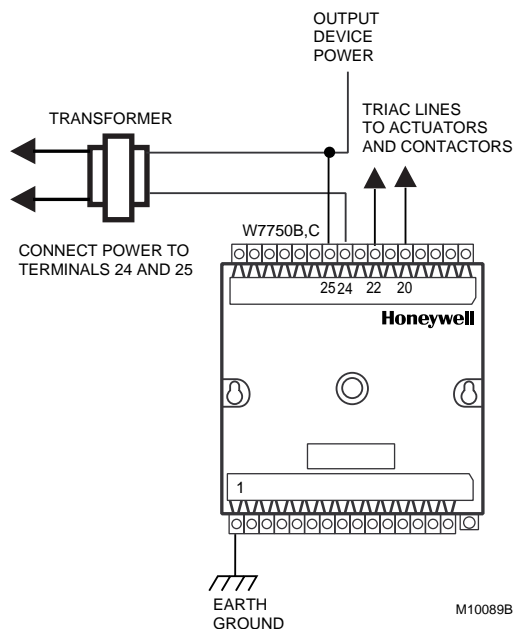 OUTPUT
DEVICE
POWER
TRANSFORMER
TRIAC LINES
TO ACTUATORS
AND CONTACTORS
CONNECT POWER TO
TERMINALS 24 AND 25
W7750B,C
25 24 22 20
Honeywell
1
EARTH
GROUND
M10089B